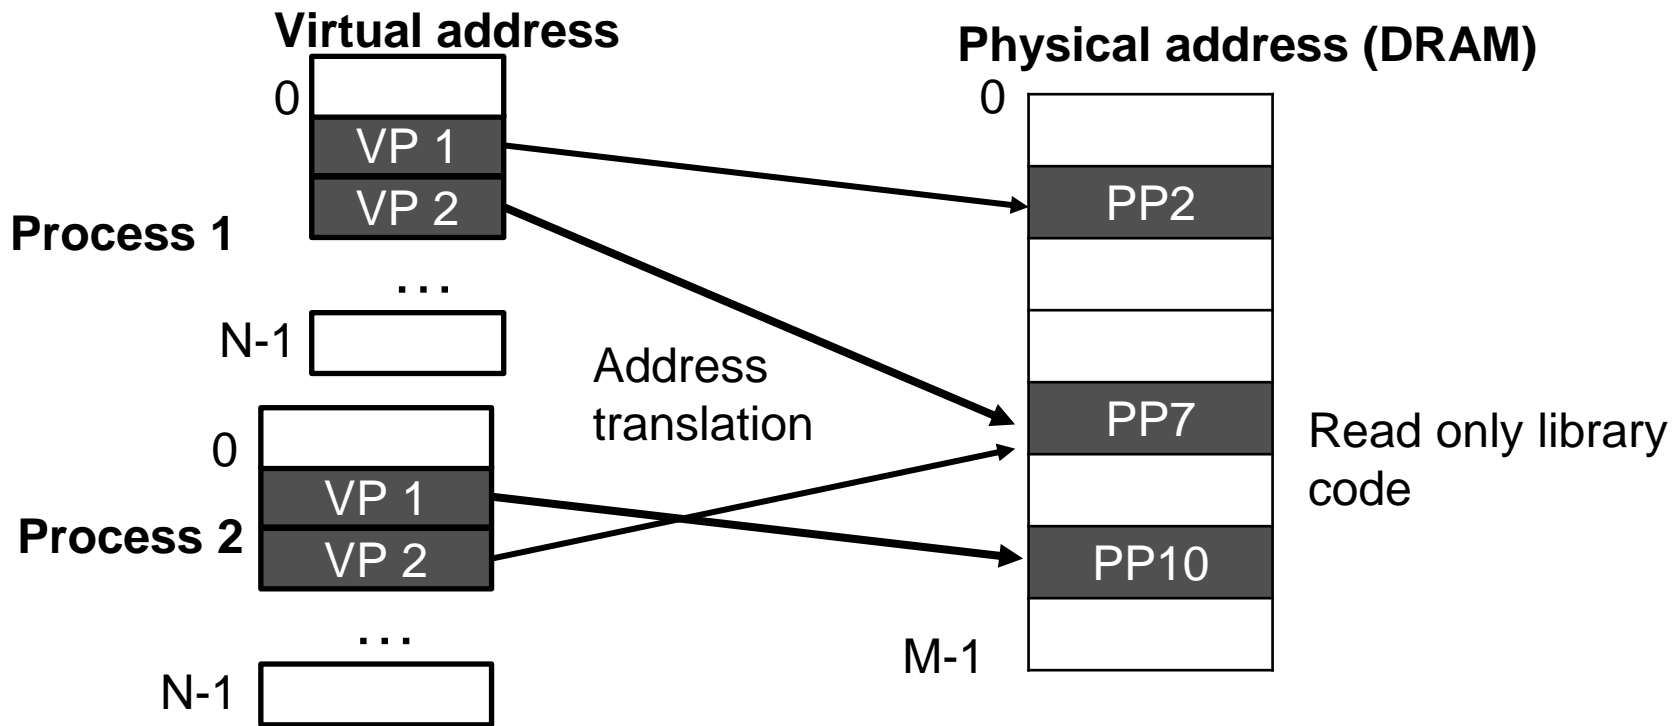 Virtual address
Physical address (DRAM)
0
VP 1
VP 2
Process 1
…
N-1
0
VP 1
VP 2
Process 2
…
N-1
Address
translation
0
PP2
PP7
Read only library
code
PP10
M-1